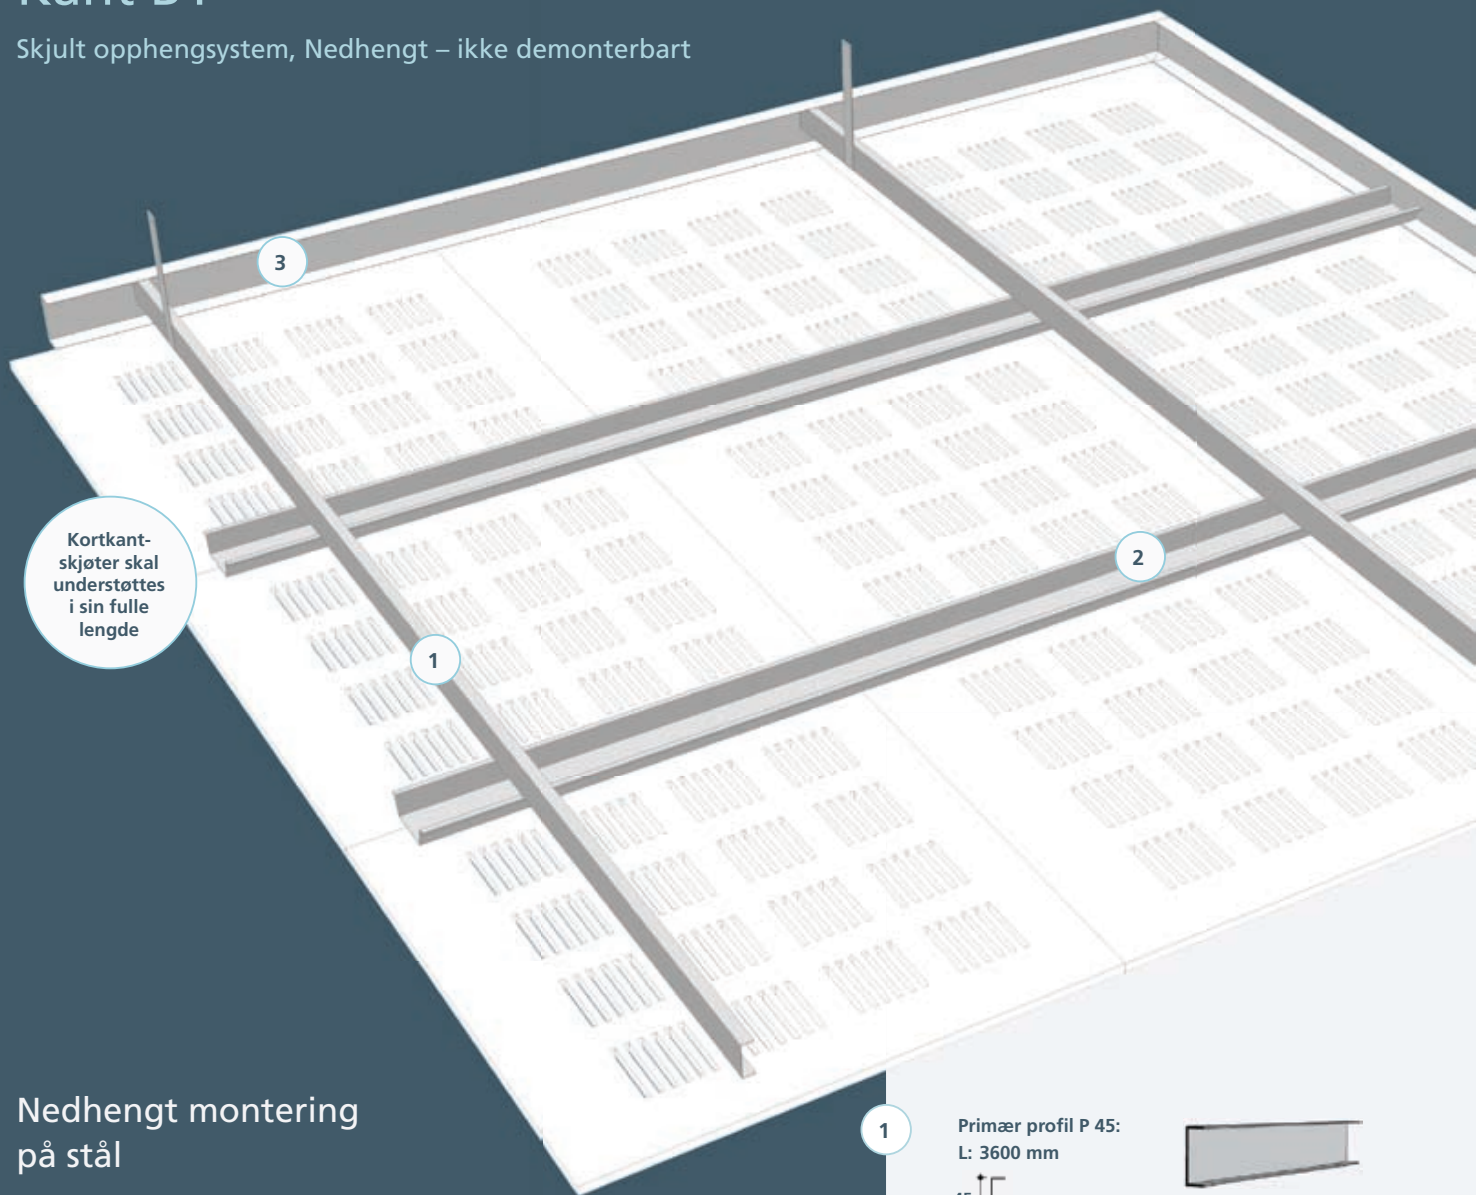 Skjult opphengsystem, Nedhengt – ikke demonterbart
3
Kortkant-
skjøter skal
understøttes
i sin fulle
lengde
2
1
Nedhengt montering
på stål
1
Primær profil P 45:
L: 3600 mm